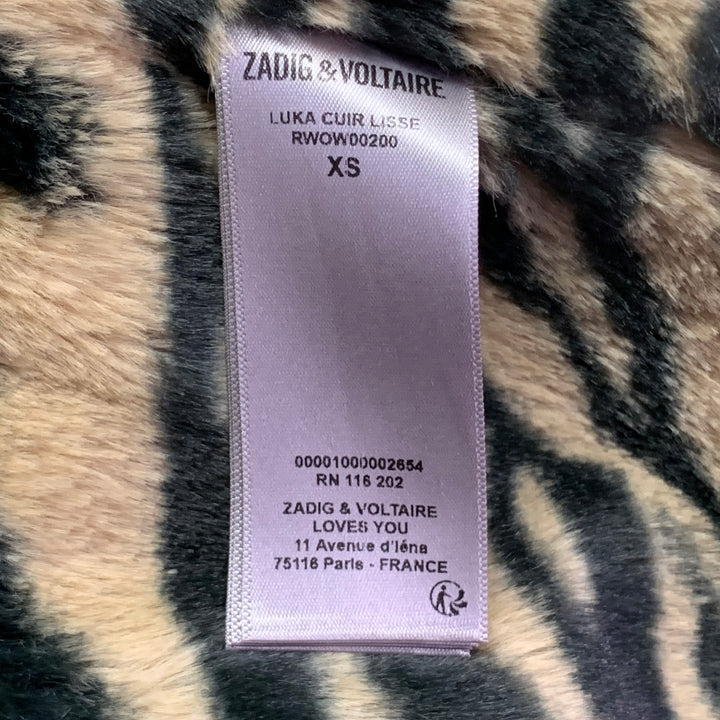 ZADIG & VOLTAIRE
LUKA CUIR LISSE
RWOW00200
XS
00001000002654
RN 116 202
ZADIG & VOLTAIRE
LOVES YOU
11 Avenue d'Iéna
75116 Paris - FRANCE